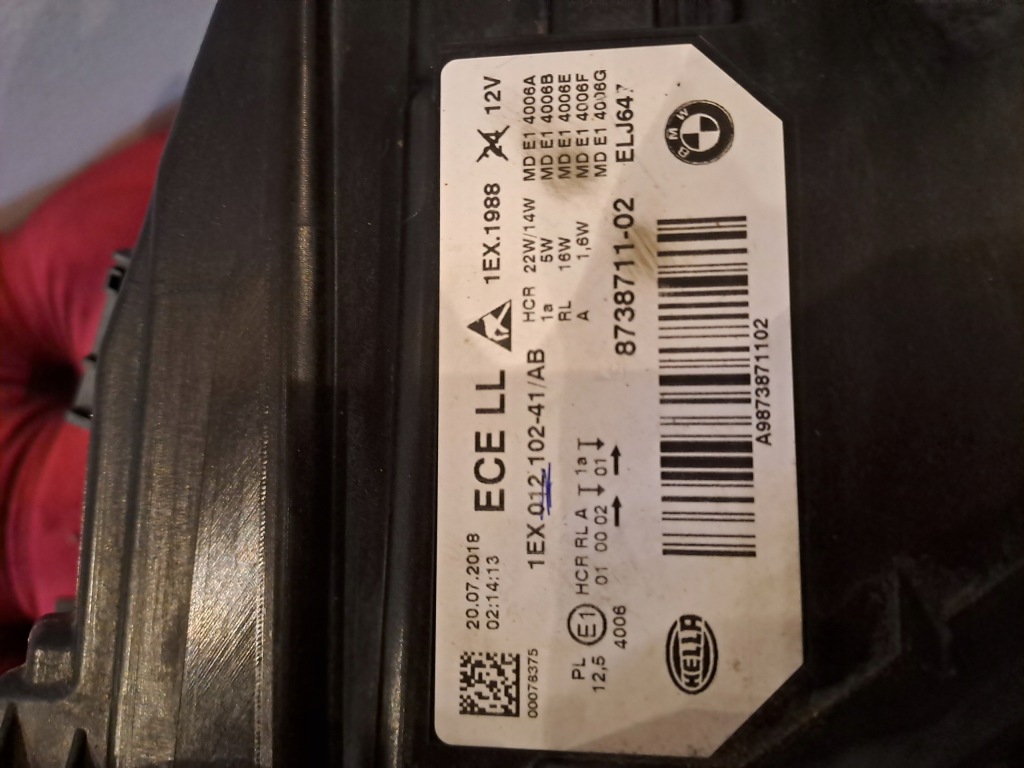 20.07.2018
02:14:13
00078375
ECE LL
1EX.1988 24 12V
1EX 012 102-41/AB
HCR 22W/14W MD E1 4006A
1a 5W MD E1 4006B
RL 16W MD E1 4006E
A 1,6W MD E1 4006F
MD E1 4006G
PL E1 HCR RL A 1a
12,5 01 00 02 01
4006
8738711-02 ELJ647
HELLA
A9873871102
BMW